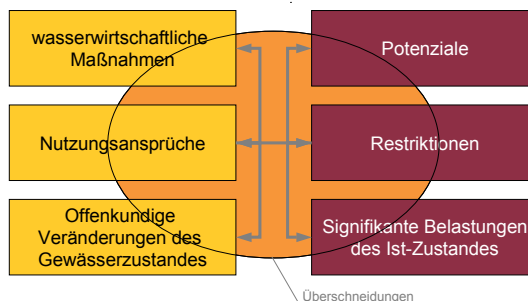 wasserwirtschaftliche
Maßnahmen
Potenziale
Nutzungsansprüche
Restriktionen
Offenkundige
Veränderungen des
Gewässerzustandes
Signifikante Belastungen
des Ist-Zustandes
Überschneidungen